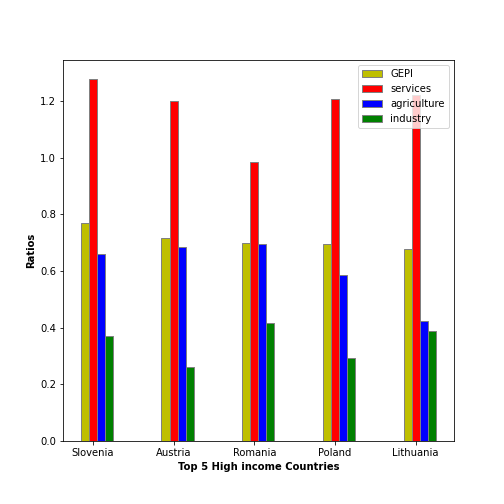 GEPI
services
agriculture
industry
Ratios
1.2
1.0
0.8
0.6
0.4
0.2
0.0
Slovenia Austria Romania Poland Lithuania
Top 5 High income Countries